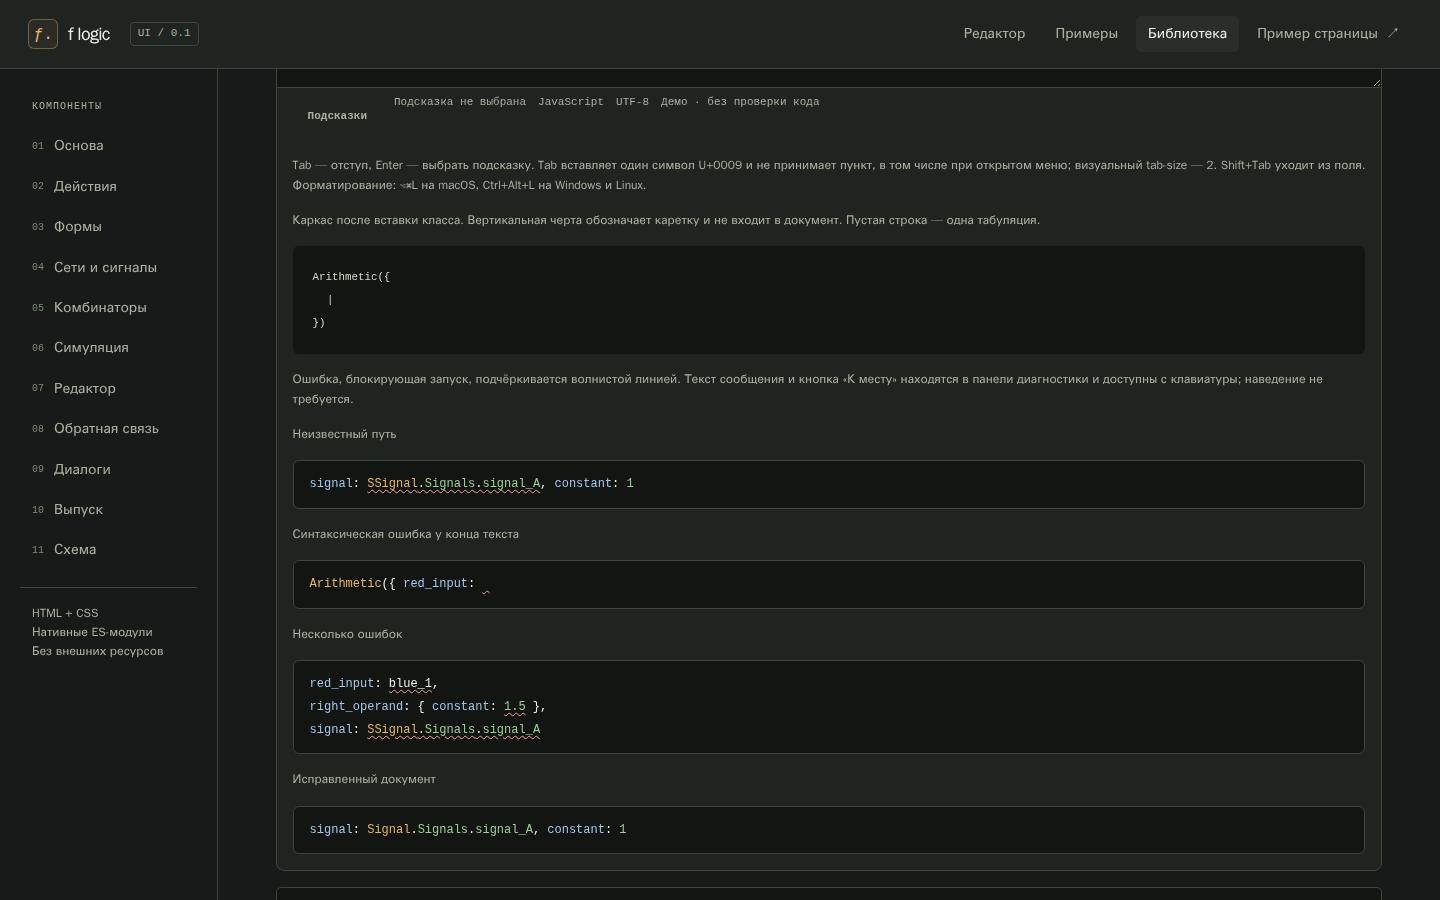 f. f logic UI / 0.1 Редактор Примеры Библиотека Пример страницы ↗
КОМПОНЕНТЫ
01 Основа
02 Действия
03 Формы
04 Сети и сигналы
05 Комбинаторы
06 Симуляция
07 Редактор
08 Обратная связь
09 Диалоги
10 Выпуск
11 Схема
HTML + CSS
Нативные ES-модули
Без внешних ресурсов
Подсказка не выбрана JavaScript UTF-8 Демо · без проверки кода
Подсказки
Tab — отступ, Enter — выбрать подсказку. Tab вставляет один символ U+0009 и не принимает пункт, в том числе при открытом меню; визуальный tab-size — 2. Shift+Tab уходит из поля.
Форматирование: ⌥⌘L на macOS, Ctrl+Alt+L на Windows и Linux.
Каркас после вставки класса. Вертикальная черта обозначает каретку и не входит в документ. Пустая строка — одна табуляция.
Arithmetic({
|
})
Ошибка, блокирующая запуск, подчёркивается волнистой линией. Текст сообщения и кнопка «К месту» находятся в панели диагностики и доступны с клавиатуры; наведение не
требуется.
Неизвестный путь
signal: SSignal.Signals.signal_A, constant: 1
Синтаксическая ошибка у конца текста
Arithmetic({ red_input:
Несколько ошибок
red_input: blue_1,
right_operand: { constant: 1.5 },
signal: SSignal.Signals.signal_A
Исправленный документ
signal: Signal.Signals.signal_A, constant: 1